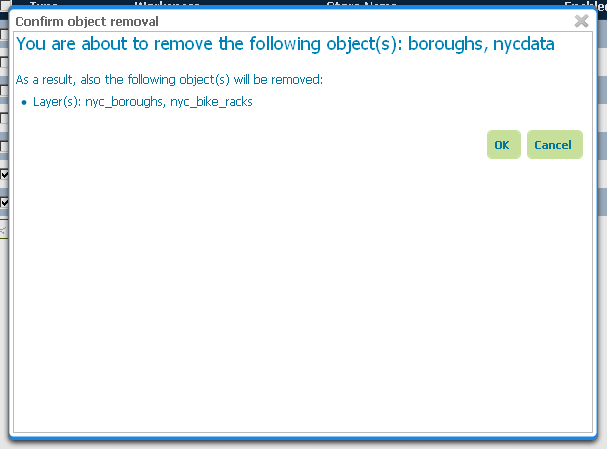 Confirm object removal
You are about to remove the following object(s): boroughs, nycdata
As a result, also the following object(s) will be removed:
Layer(s): nyc_boroughs, nyc_bike_racks
OK Cancel